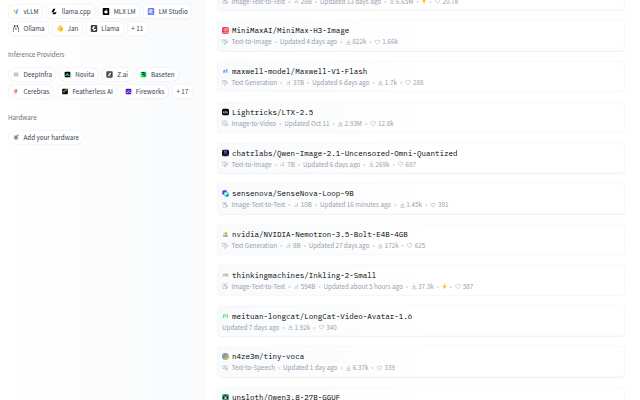 vLLM llama.cpp MLX LM LM Studio
Ollama Jan Llama + 11
Inference Providers
DeepInfra Novita Z.ai Baseten
Cerebras Featherless AI Fireworks + 17
Hardware
Add your hardware
MiniMaxAI/MiniMax-H3-Image
Text-to-Image • Updated 4 days ago • 822k • 1.66k
maxwell-model/Maxwell-V1-Flash
Text Generation • 37B • Updated 6 days ago • 1.7k • 286
Lightricks/LTX-2.5
Image-to-Video • Updated Oct 11 • 2.93M • 12.6k
chatrlabs/Qwen-Image-2.1-Uncensored-Omni-Quantized
Text-to-Image • 7B • Updated 6 days ago • 269k • 687
sensenova/SenseNova-Loop-9B
Image-Text-to-Text • 10B • Updated 16 minutes ago • 1.45k • 391
nvidia/NVIDIA-Nemotron-3.5-Bolt-E4B-4GB
Text Generation • 8B • Updated 27 days ago • 172k • 625
thinkingmachines/Inkling-2-Small
Image-Text-to-Text • 594B • Updated about 5 hours ago • 37.3k • 587
meituan-longcat/LongCat-Video-Avatar-1.6
Updated 7 days ago • 1.92k • 340
n4ze3m/tiny-voca
Text-to-Speech • Updated 1 day ago • 6.37k • 339
unsloth/Qwen3.8-27B-GGUF